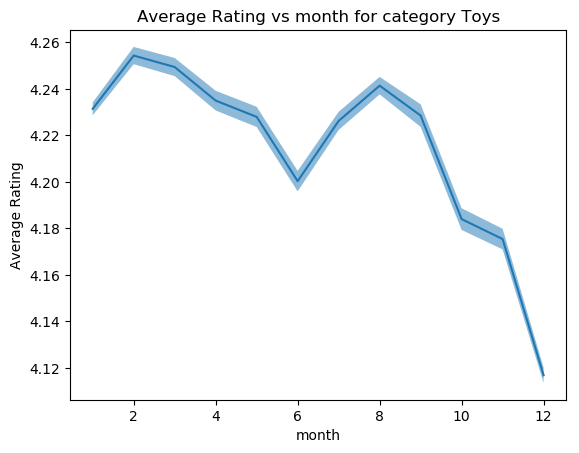 Average Rating vs month for category Toys
4.26
4.24
4.22
4.20
4.18
4.16
4.14
4.12
Average Rating
2 4 6 8 10 12
month